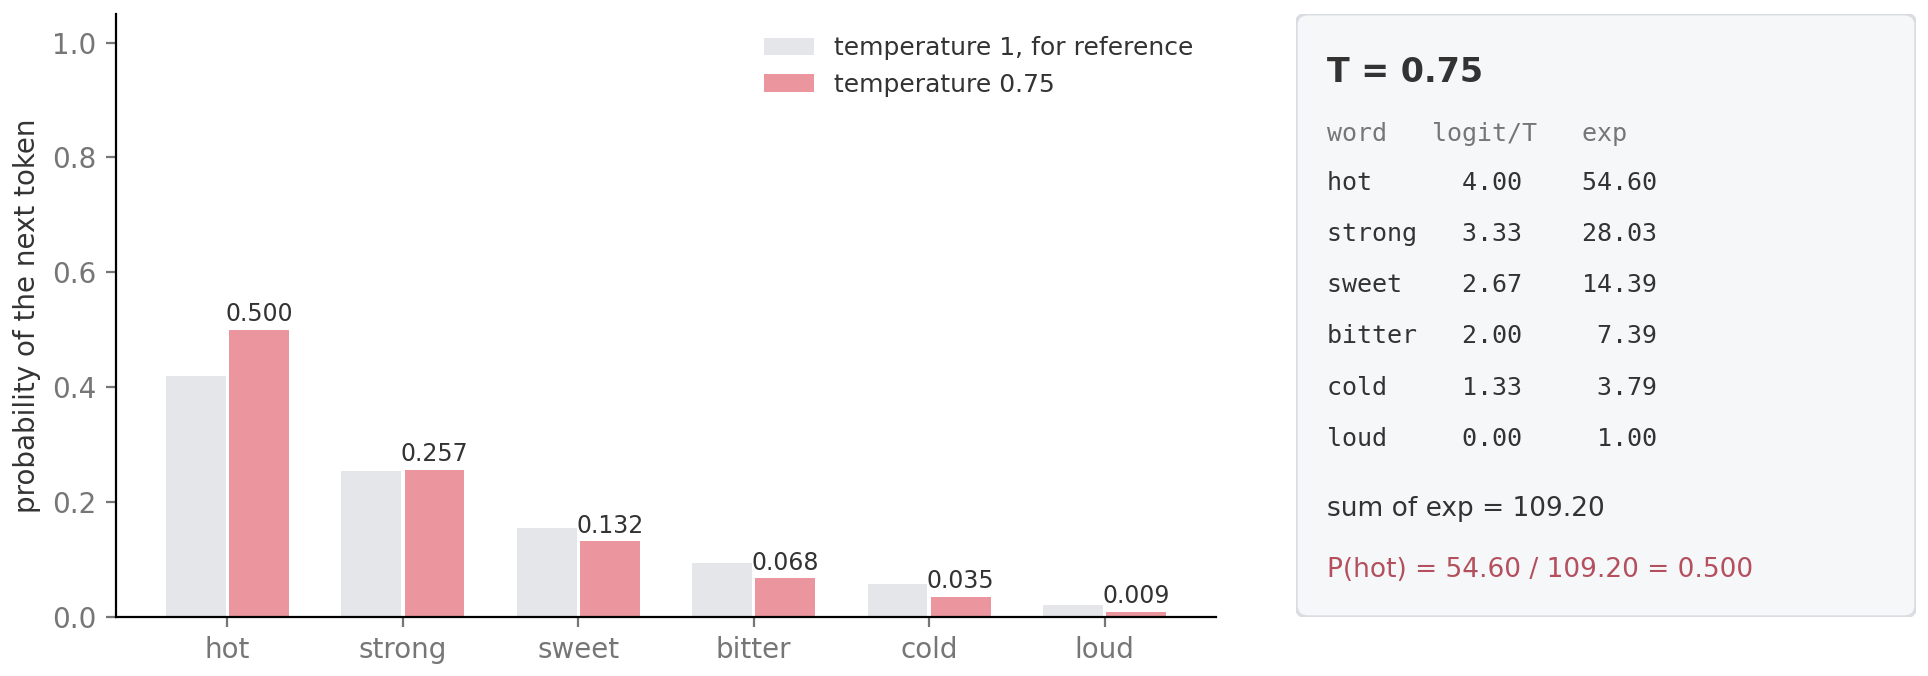 probability of the next token
1.0
0.8
0.6
0.4
0.2
0.0
temperature 1, for reference
temperature 0.75
0.500
0.257
0.132
0.068
0.035
0.009
hot strong sweet bitter cold loud
T = 0.75
word logit/T exp
hot 4.00 54.60
strong 3.33 28.03
sweet 2.67 14.39
bitter 2.00 7.39
cold 1.33 3.79
loud 0.00 1.00
sum of exp = 109.20
P(hot) = 54.60 / 109.20 = 0.500